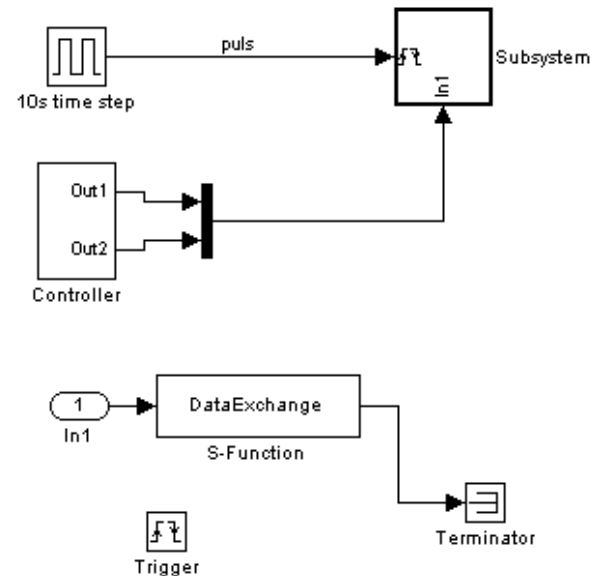 puls
Subsystem
In1
10s time step
Out1
Out2
Controller
1
In1
DataExchange
S-Function
Trigger
Terminator